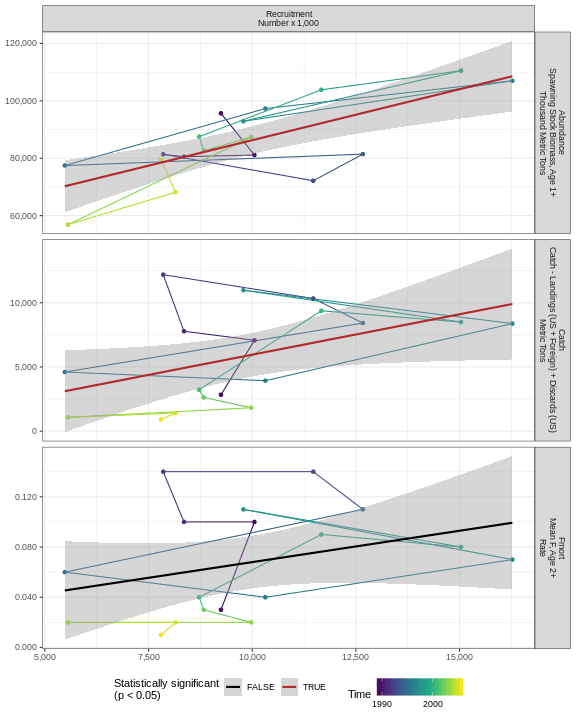 Recruitment
Number x 1,000
120,000
100,000
80,000
60,000
Abundance
Spawning Stock Biomass, Age 1+
Thousand Metric Tons
10,000
5,000
0
Catch
Catch - Landings (US + Foreign) + Discards (US)
Metric Tons
0.120
0.080
0.040
0.000
Fmort
Mean F, Age 2+
Rate
5,000 7,500 10,000 12,500 15,000
Statistically significant
(p < 0.05)
FALSE TRUE
Time
1990 2000